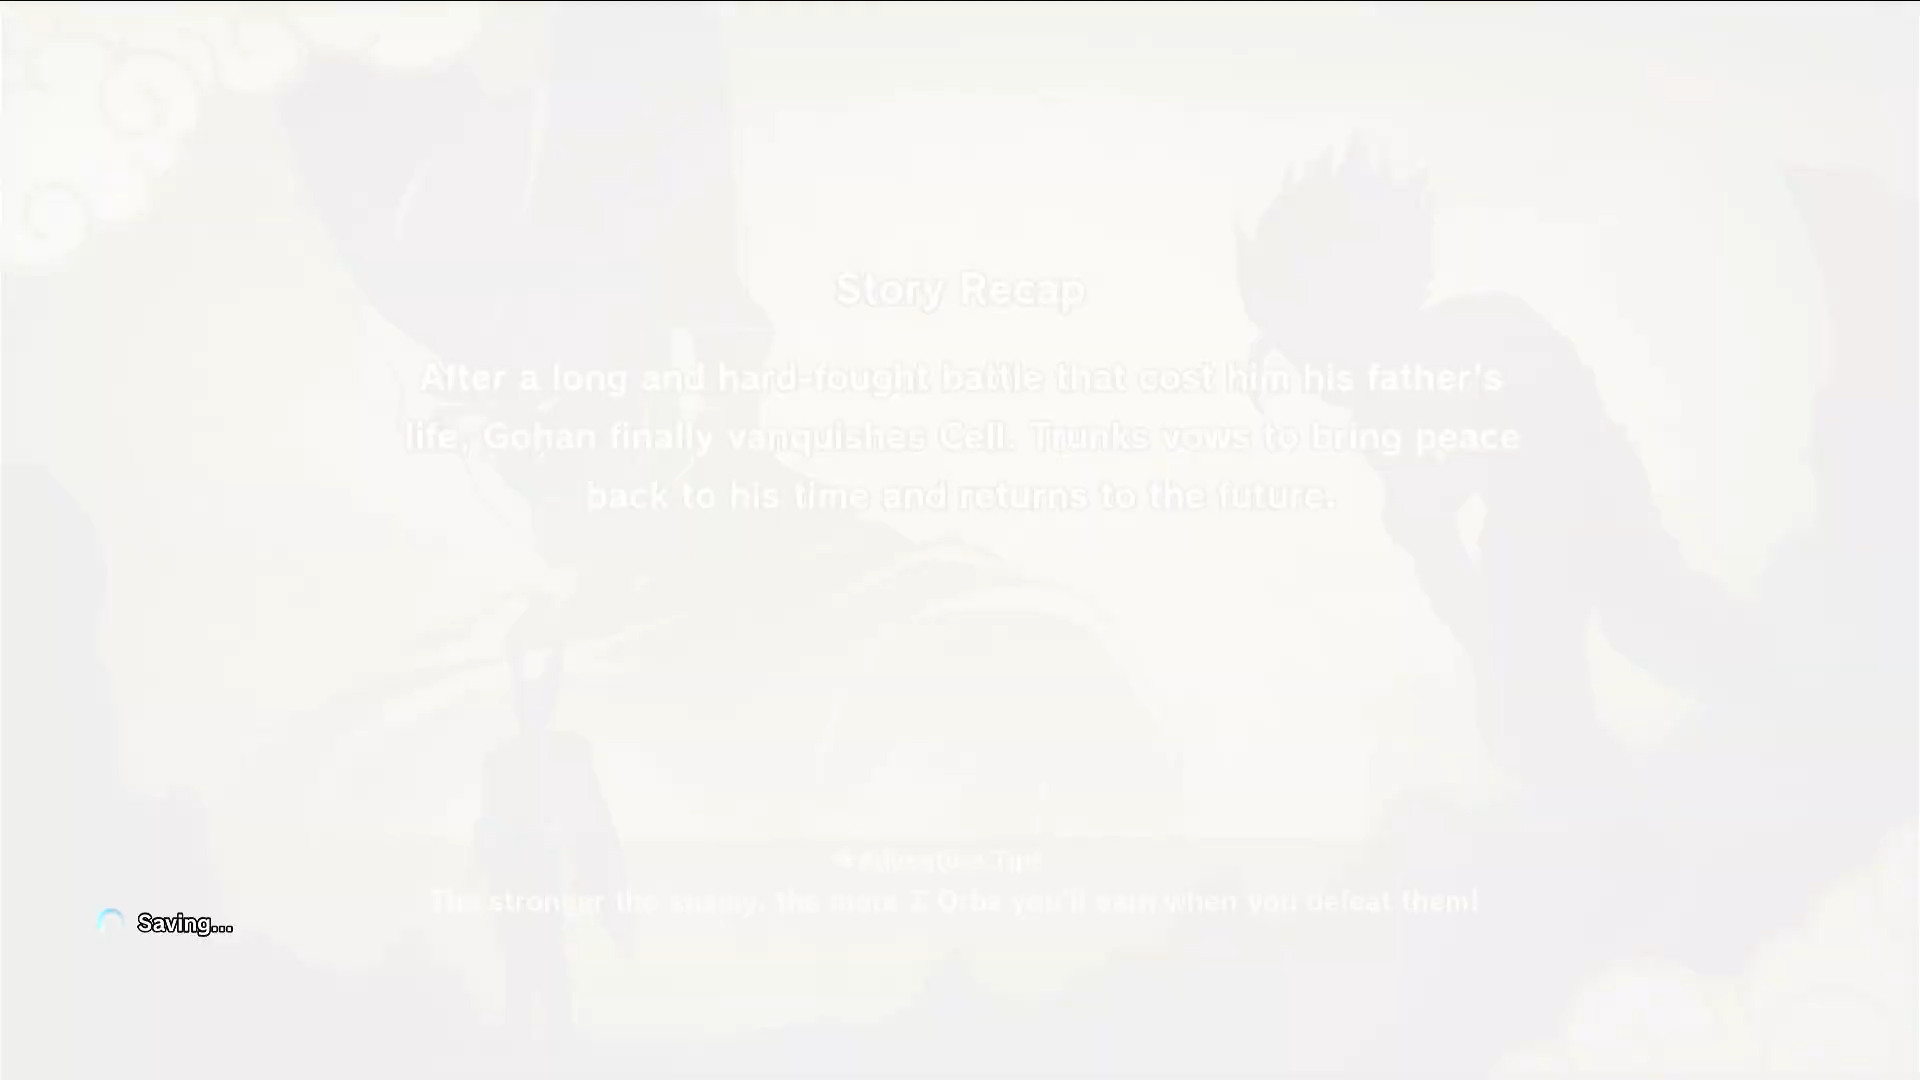 Story Recap
After a long and hard-fought battle that cost him his father's
life, Gohan finally vanquishes Cell. Trunks vows to bring peace
back to his time and returns to the future.
Adventure Tips
The stronger the enemy, the more Z Orbs you'll earn when you defeat them!
Saving...